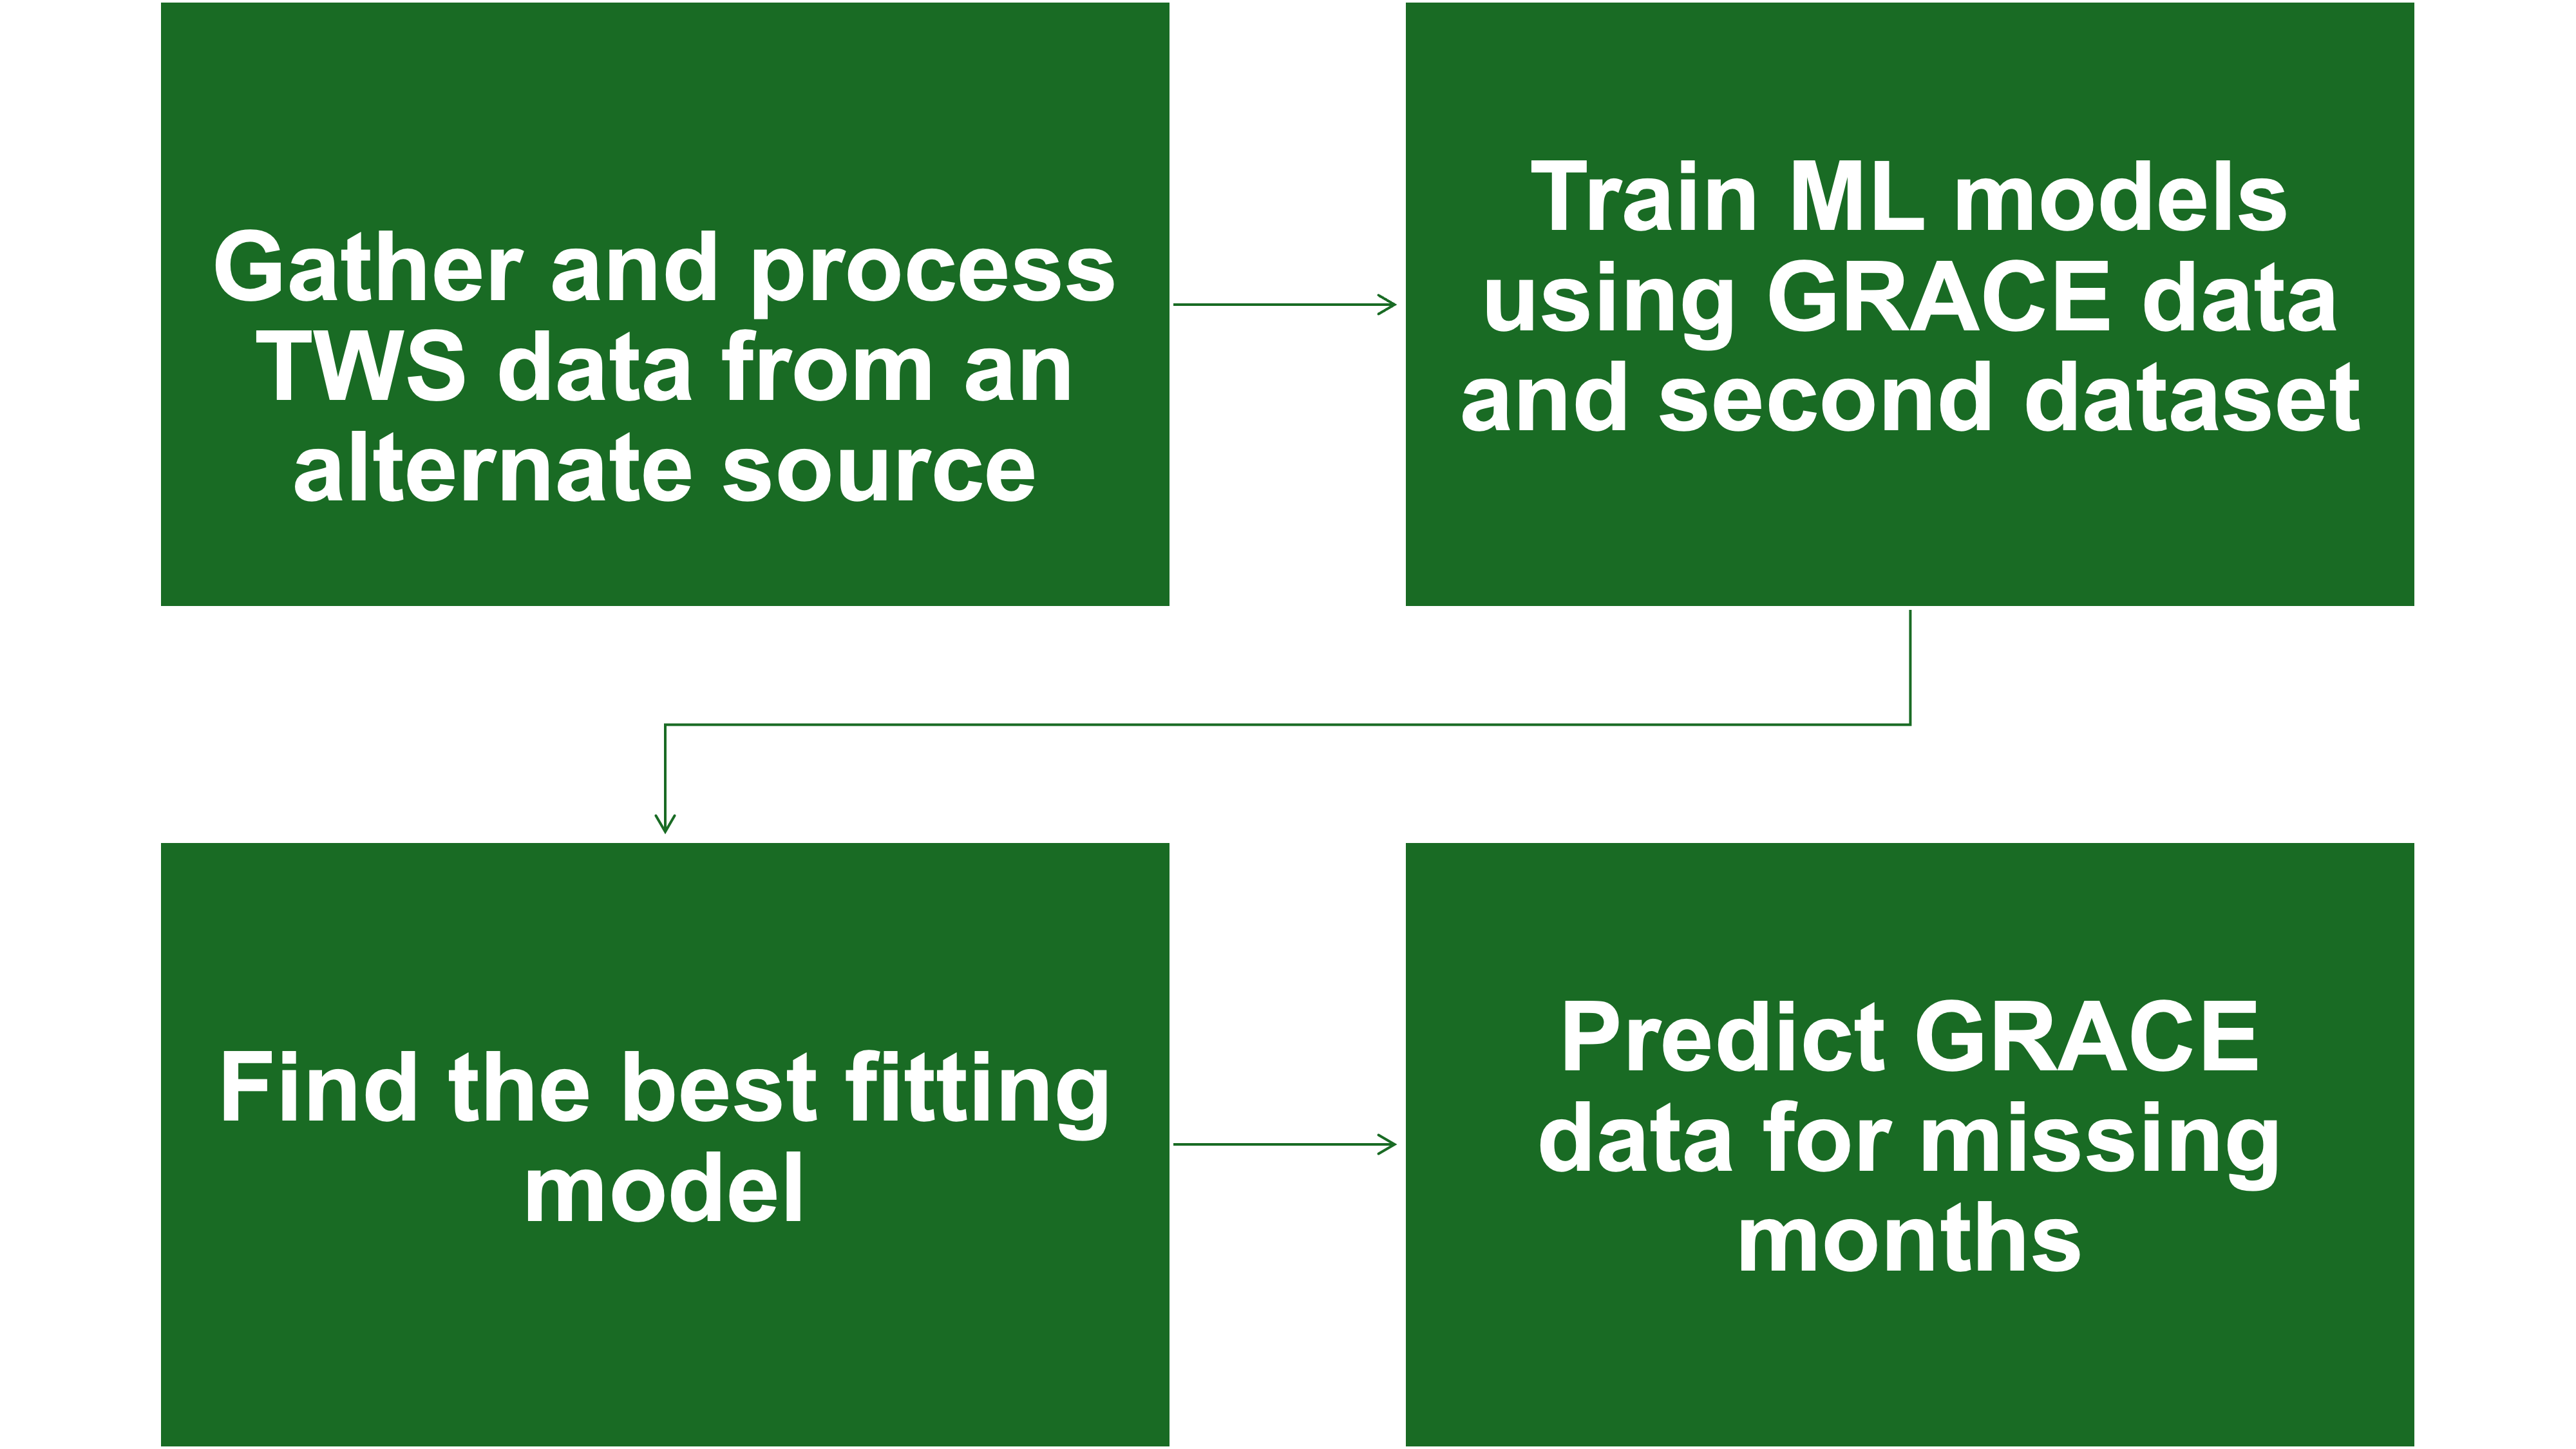 Gather and process
TWS data from an
alternate source
Train ML models
using GRACE data
and second dataset
Find the best fitting
model
Predict GRACE
data for missing
months